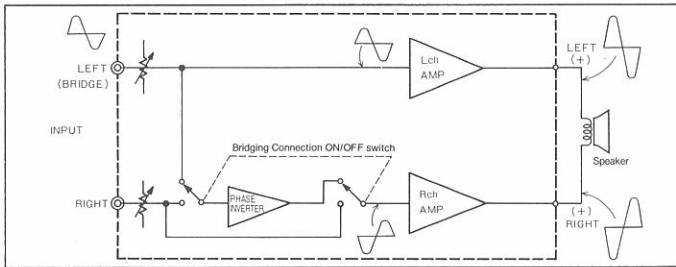 LEFT
(BRIDGE)
INPUT
RIGHT
Bridging Connection ON/OFF switch
PHASE
INVERTER
Lch
AMP
Rch
AMP
LEFT
(+)
Speaker
(+)
RIGHT